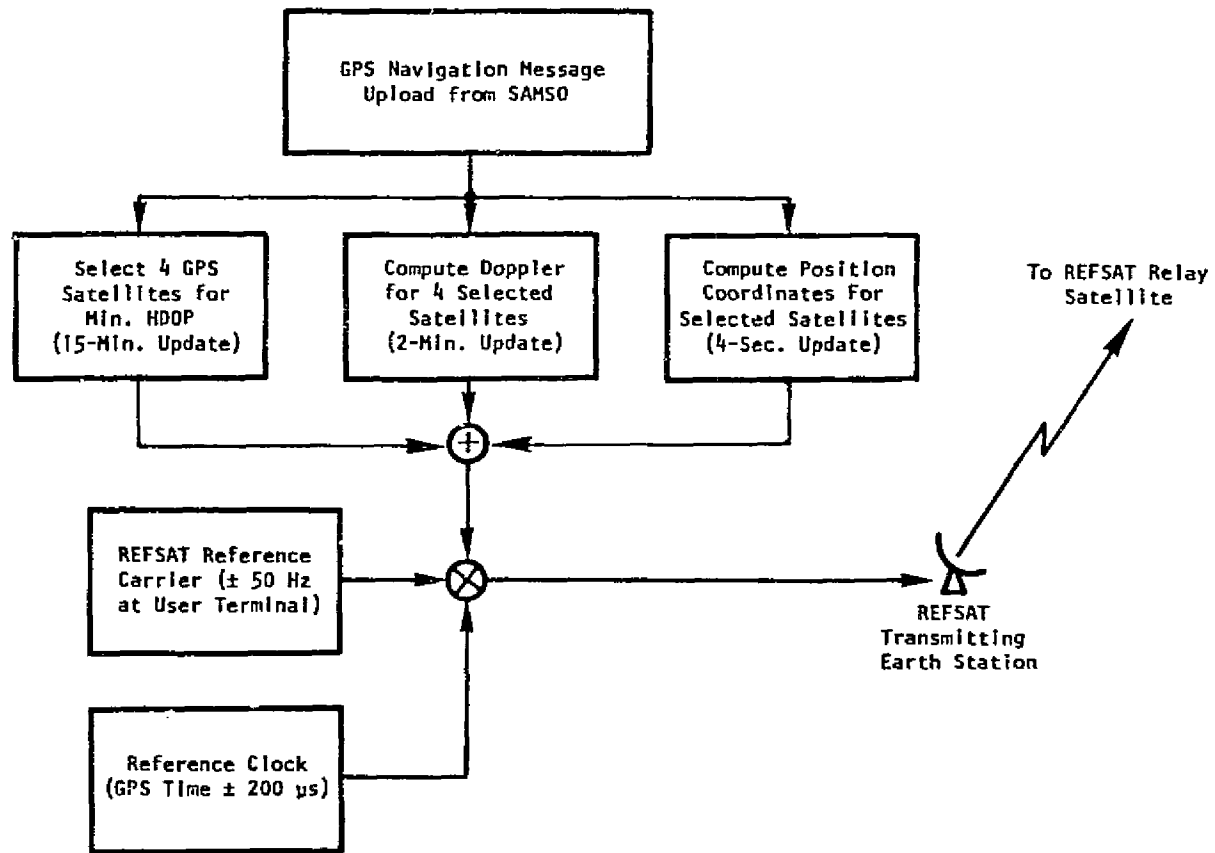 GPS Navigation Message
Upload from SAMSO
Select 4 GPS
Satellites for
Min. HDOP
(15-Min. Update)
Compute Doppler
for 4 Selected
Satellites
(2-Min. Update)
Compute Position
Coordinates For
Selected Satellites
(4-Sec. Update)
To REFSAT Relay
Satellite
REFSAT Reference
Carrier (± 50 Hz
at User Terminal)
REFSAT
Transmitting
Earth Station
Reference Clock
(GPS Time ± 200 µs)